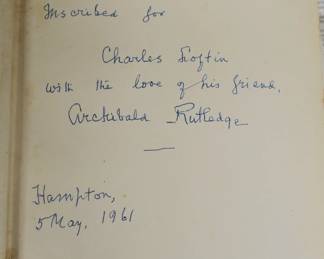 Inscribed for
Charles Loftin
with the love of his friend,
Archibald Rutledge
Hampton,
5 May, 1961